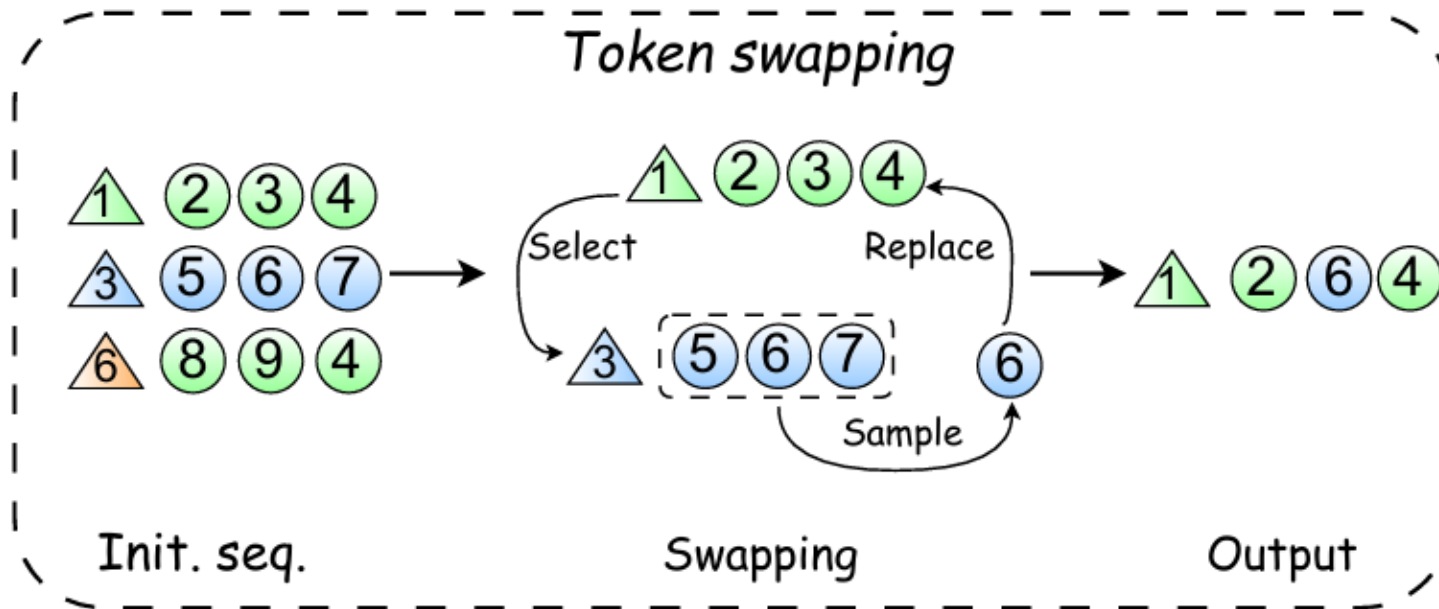 Token swapping
1 2 3 4
3 5 6 7
6 8 9 4
1 2 3 4
Select
Replace
3 5 6 7
6
Sample
1 2 6 4
Init. seq.
Swapping
Output